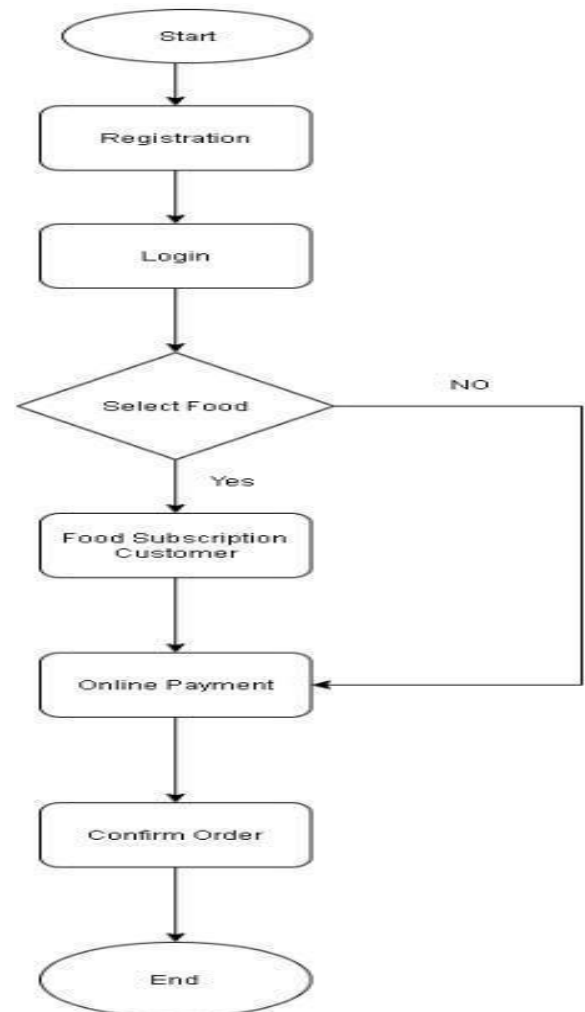 Start
Registration
Login
Select Food
NO
Yes
Food Subscription
Customer
Online Payment
Confirm Order
End